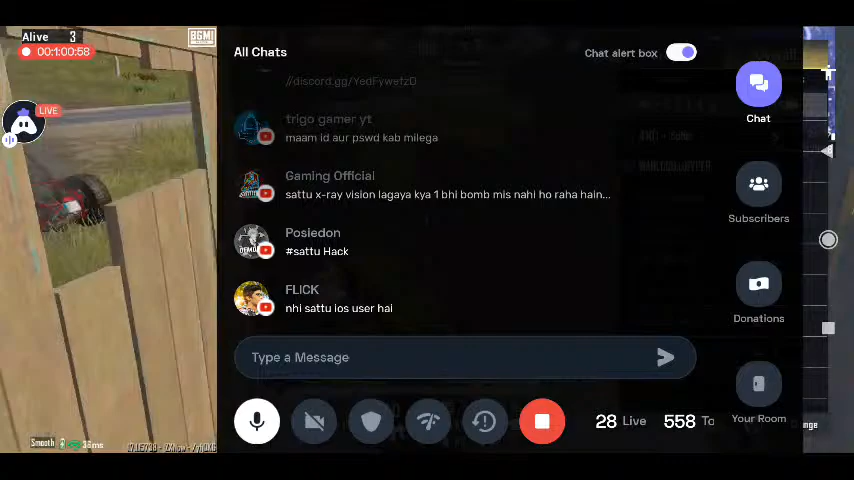 Alive 3
00:1:00:58
BGMI
LIVE
All Chats
Chat alert box
//discord.gg/YedFywefzD
trigo gamer yt
maam id aur pswd kab milega
Gaming Official
sattu x-ray vision lagaya kya 1 bhi bomb mis nahi ho raha hain...
Posiedon
#sattu Hack
FLICK
nhi sattu ios user hai
Type a Message
28 Live 558 To
Chat
Subscribers
Donations
Your Room
Smooth